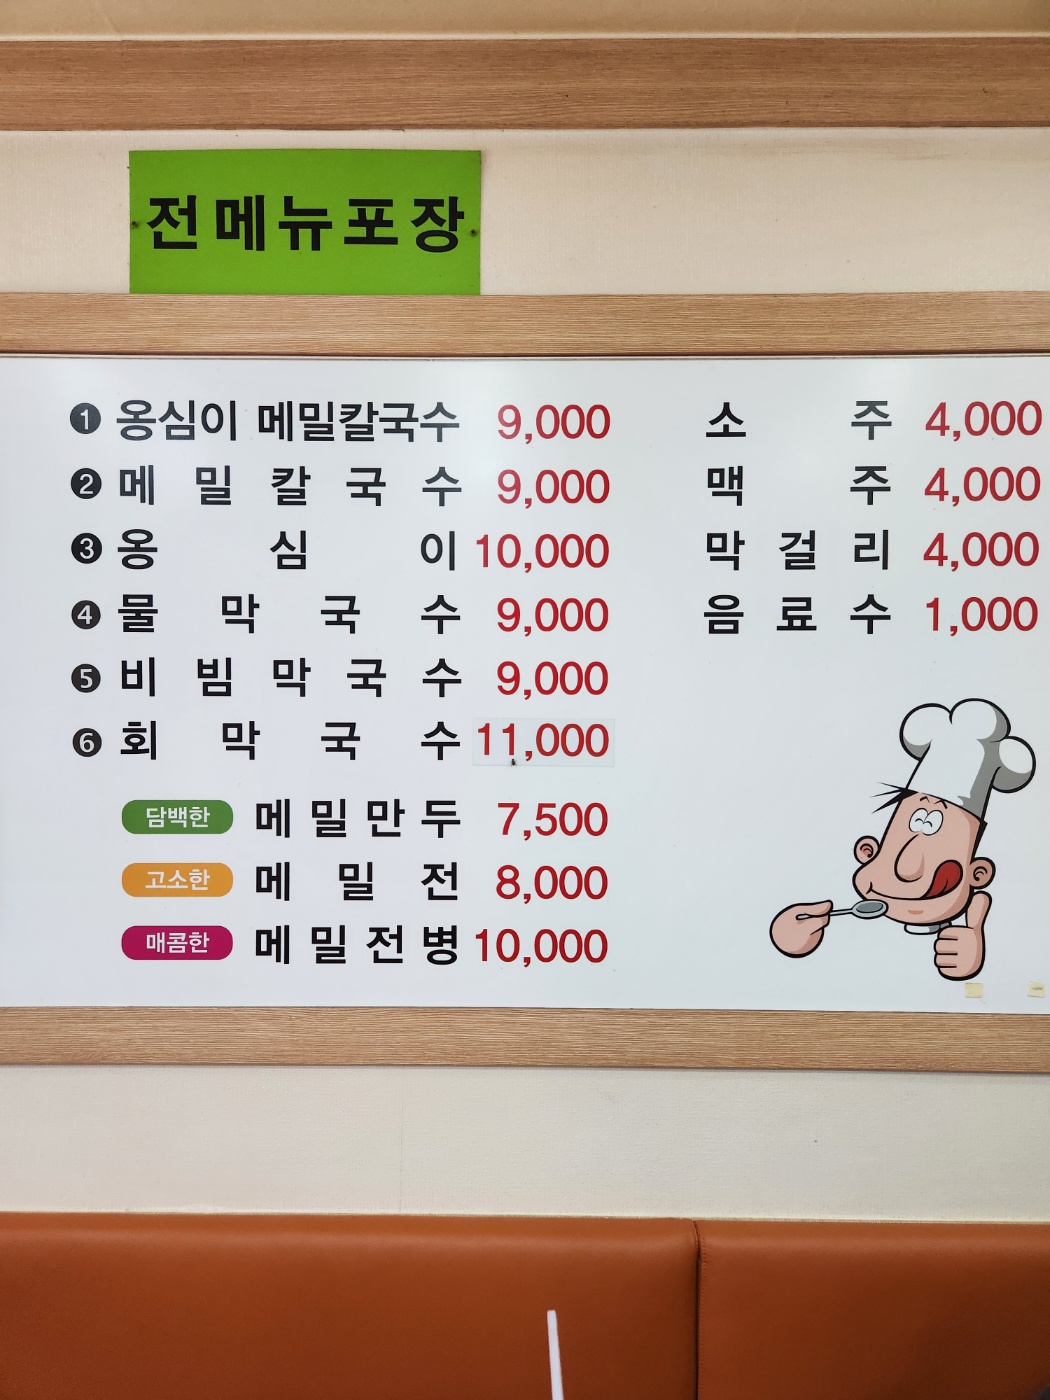 전메뉴포장
❶ 옹심이 메밀칼국수 9,000
❷ 메밀칼국수 9,000
❸ 옹심이 10,000
❹ 물막국수 9,000
❺ 비빔막국수 9,000
❻ 회막국수 11,000
담백한 메밀만두 7,500
고소한 메밀전 8,000
매콤한 메밀전병 10,000
소주 4,000
맥주 4,000
막걸리 4,000
음료수 1,000